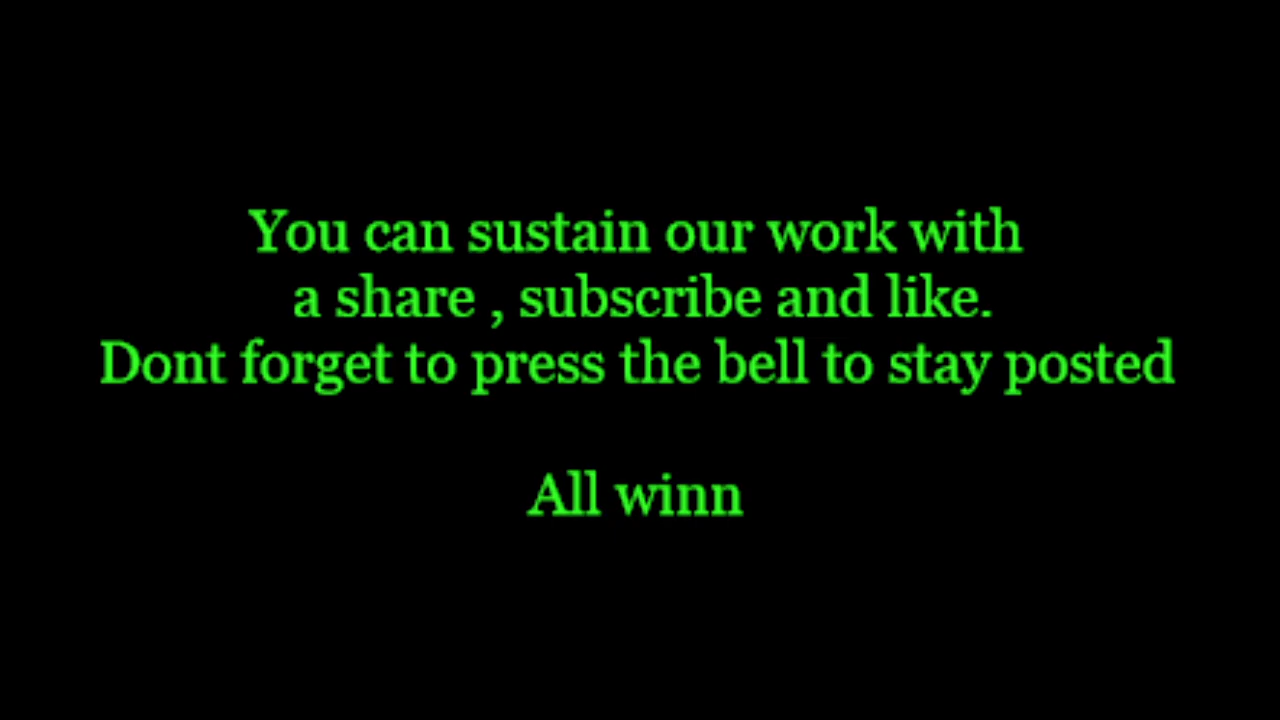 You can sustain our work with
a share , subscribe and like.
Dont forget to press the bell to stay posted
All winn